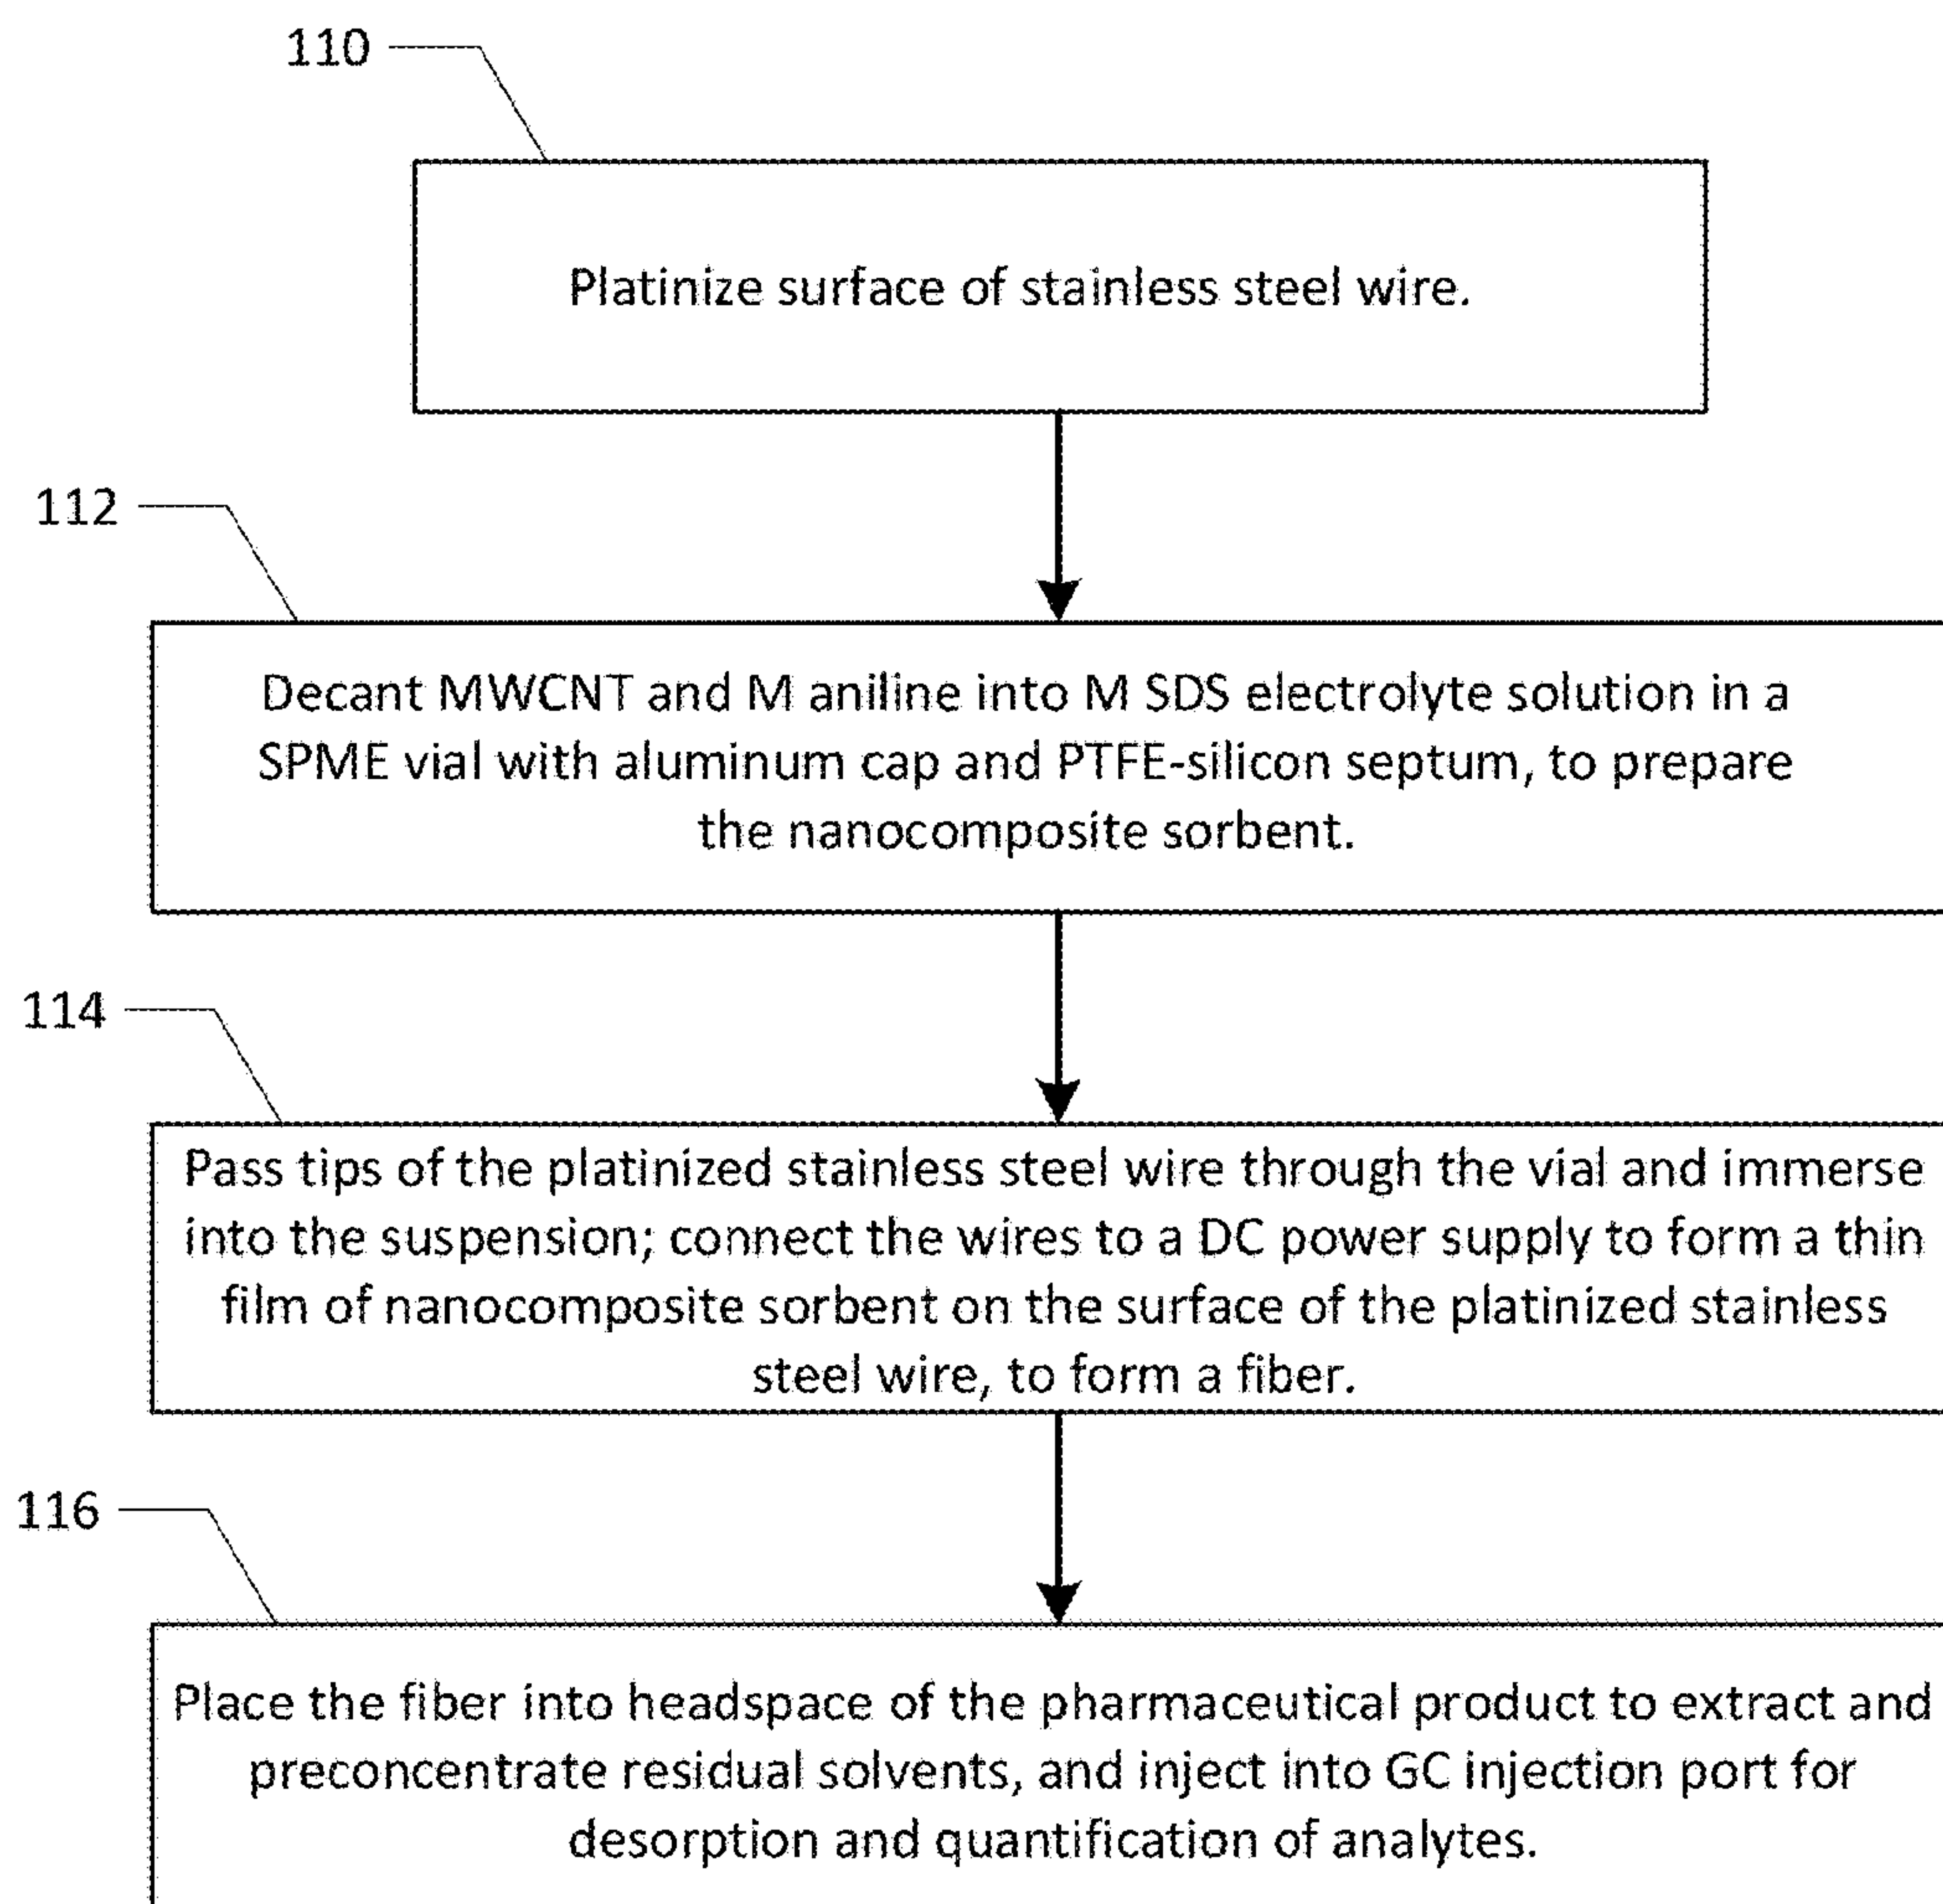 110
Platinize surface of stainless steel wire.
112
Decant MWCNT and M aniline into M SDS electrolyte solution in a
SPME vial with aluminum cap and PTFE-silicon septum, to prepare
the nanocomposite sorbent.
114
Pass tips of the platinized stainless steel wire through the vial and immerse
into the suspension; connect the wires to a DC power supply to form a thin
film of nanocomposite sorbent on the surface of the platinized stainless
steel wire, to form a fiber.
116
Place the fiber into headspace of the pharmaceutical product to extract and
preconcentrate residual solvents, and inject into GC injection port for
desorption and quantification of analytes.